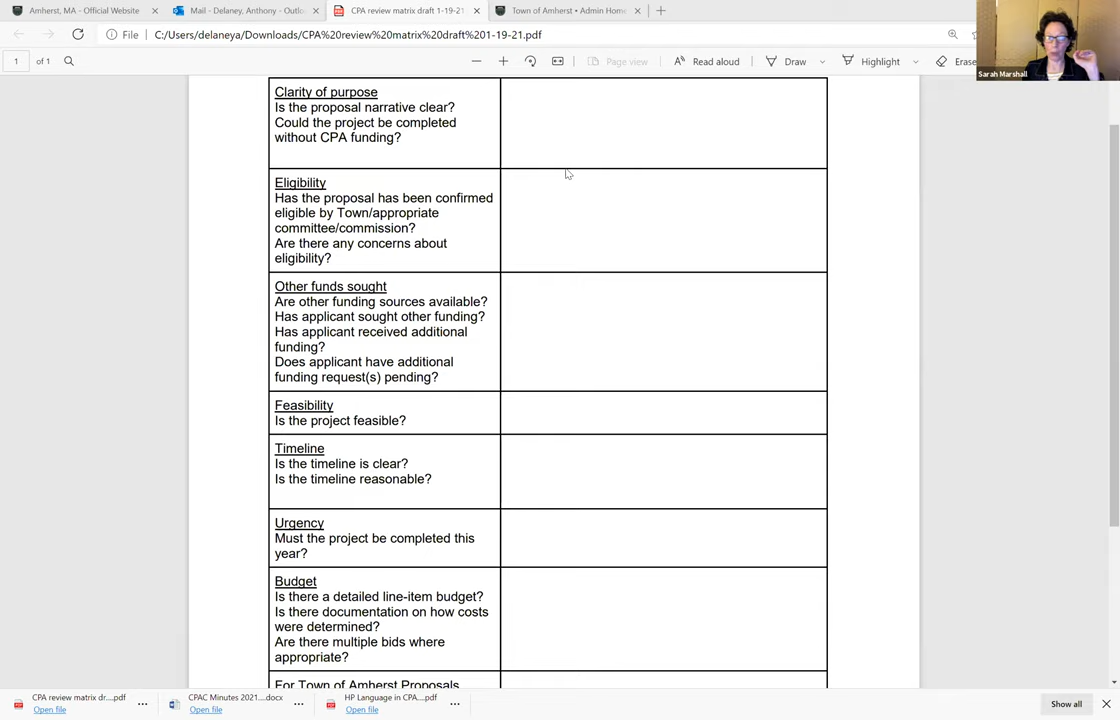 Amherst, MA - Official Website
Mail - Delaney, Anthony - Outlo
CPA review matrix draft 1-19-21
Town of Amherst • Admin Home
File
C:/Users/delaneya/Downloads/CPA%20review%20matrix%20draft%201-19-21.pdf
1 of 1
Page view
Read aloud
Draw
Highlight
Erase
Sarah Marshall
Clarity of purpose
Is the proposal narrative clear?
Could the project be completed
without CPA funding?
Eligibility
Has the proposal has been confirmed
eligible by Town/appropriate
committee/commission?
Are there any concerns about
eligibility?
Other funds sought
Are other funding sources available?
Has applicant sought other funding?
Has applicant received additional
funding?
Does applicant have additional
funding request(s) pending?
Feasibility
Is the project feasible?
Timeline
Is the timeline is clear?
Is the timeline reasonable?
Urgency
Must the project be completed this
year?
Budget
Is there a detailed line-item budget?
Is there documentation on how costs
were determined?
Are there multiple bids where
appropriate?
For Town of Amherst Proposals
CPA review matrix dr....pdf
Open file
CPAC Minutes 2021....docx
Open file
HP Language in CPA....pdf
Open file
Show all